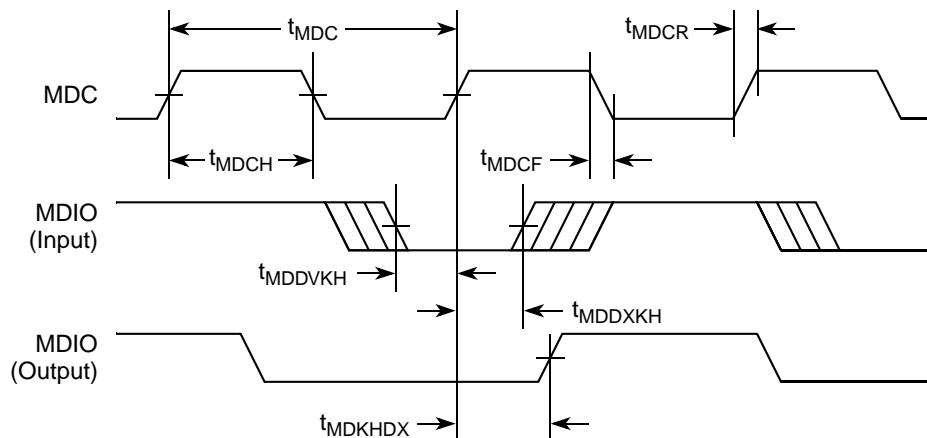 tMDC
tMDCR
MDC
tMDCH
tMDCF
MDIO
(Input)
tMDDVKH
tMDDXKH
MDIO
(Output)
tMDKHDX